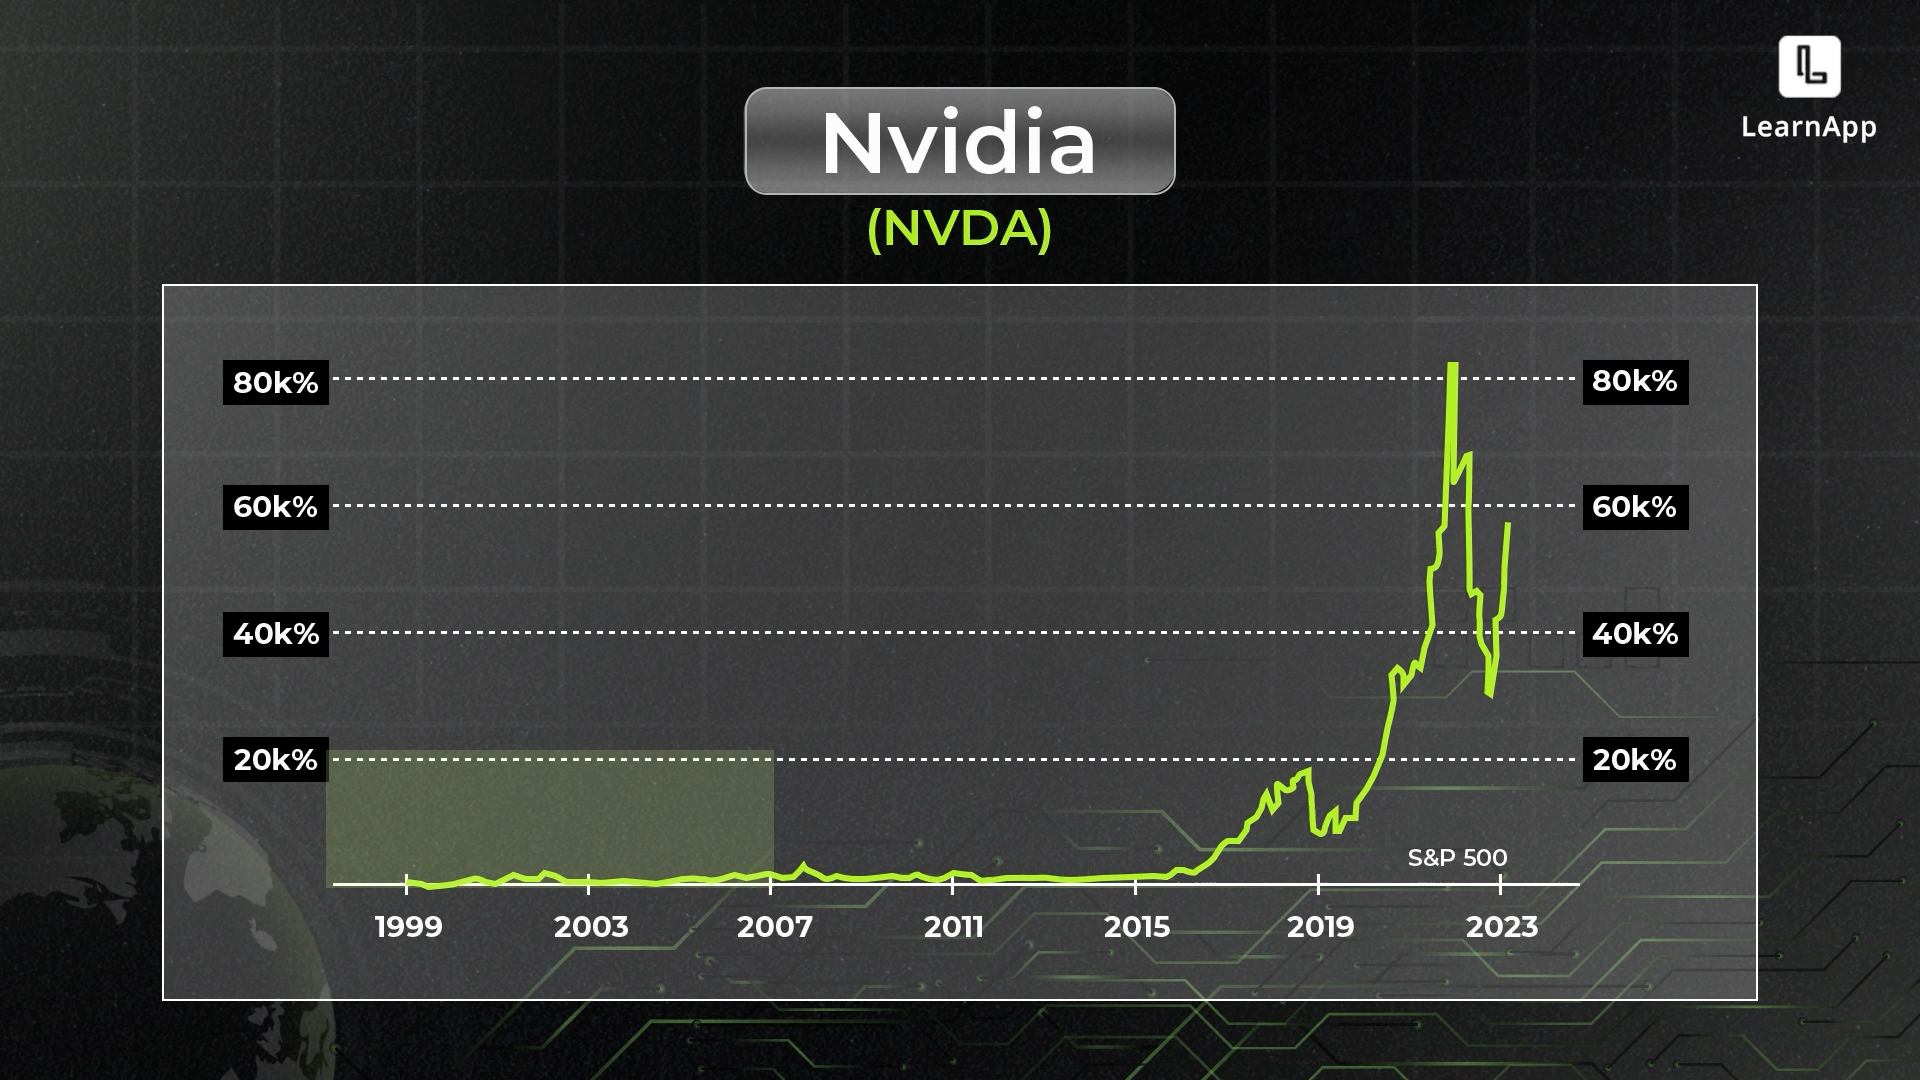 LearnApp
Nvidia
(NVDA)
80k% 80k%
60k% 60k%
40k% 40k%
20k% 20k%
S&P 500
1999 2003 2007 2011 2015 2019 2023